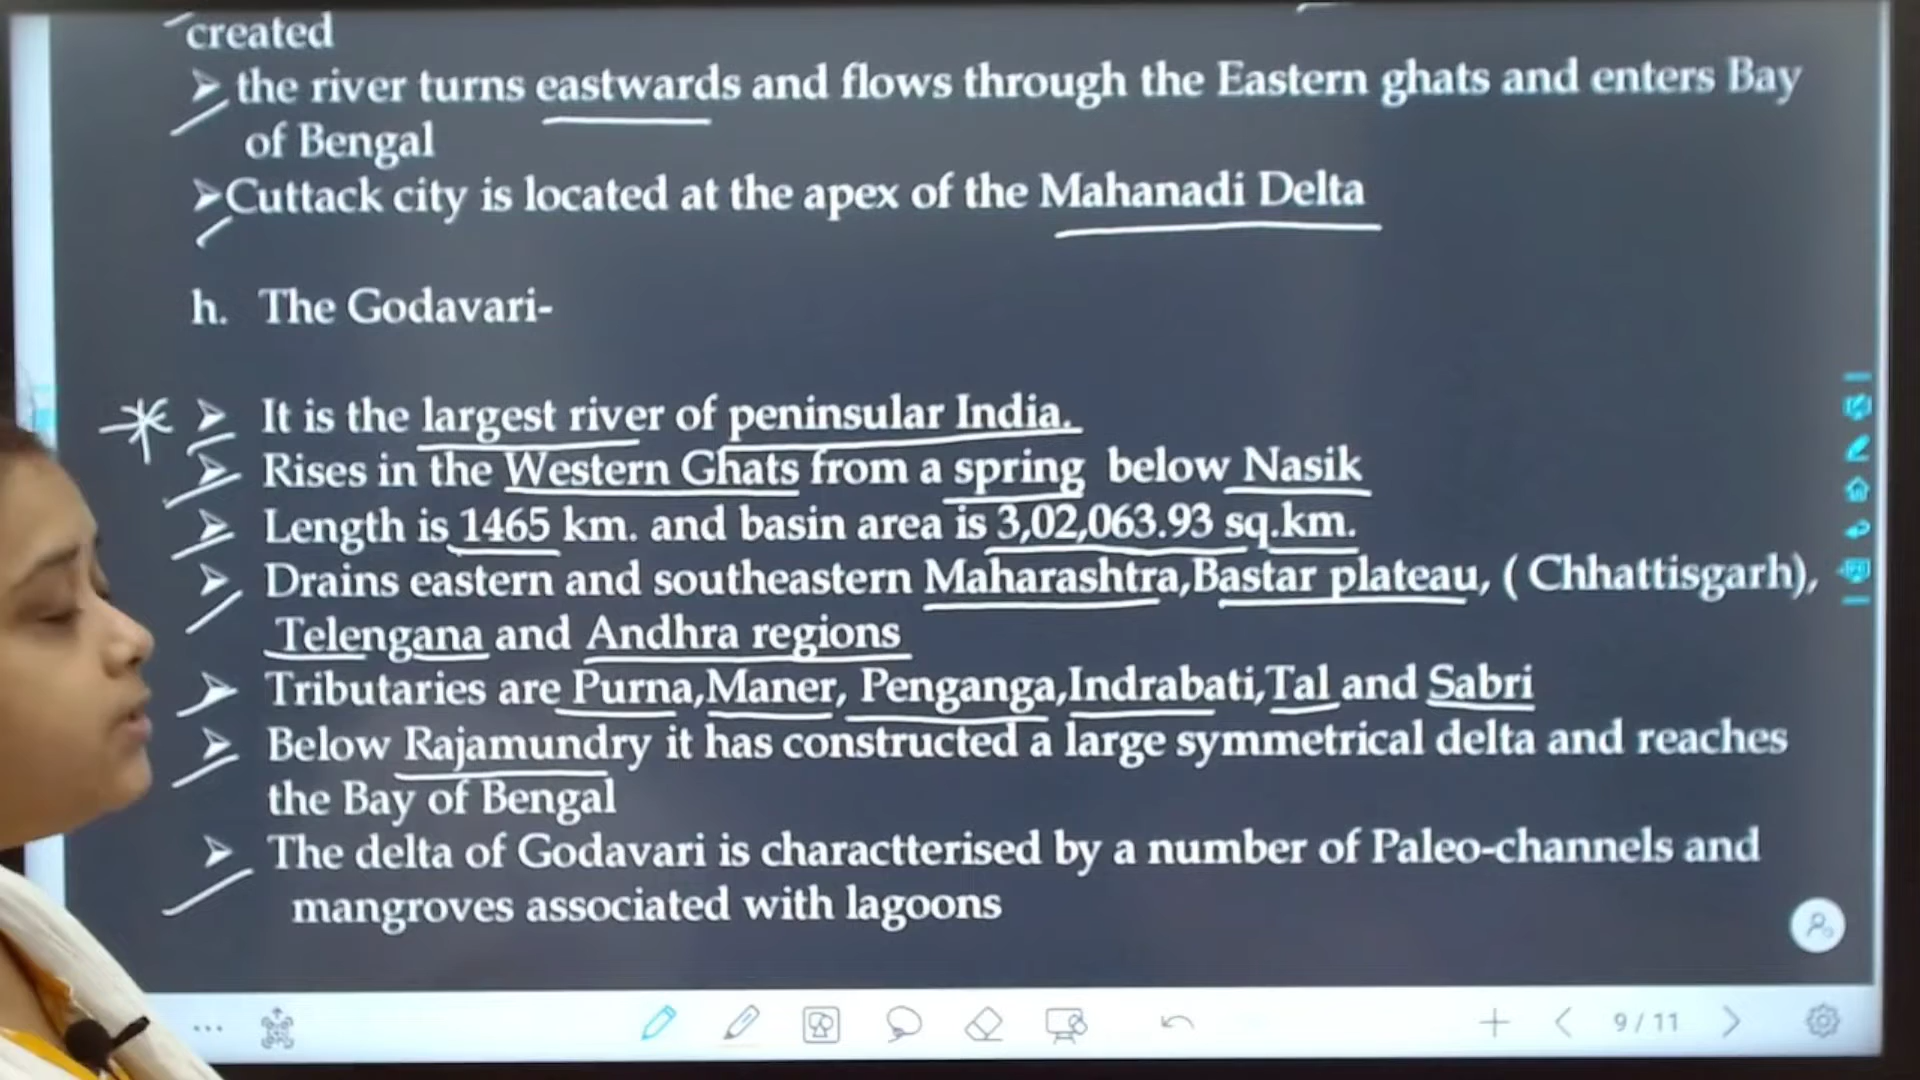 created
➢ the river turns eastwards and flows through the Eastern ghats and enters Bay
of Bengal
➢Cuttack city is located at the apex of the Mahanadi Delta
h. The Godavari-
➢ It is the largest river of peninsular India.
➢ Rises in the Western Ghats from a spring below Nasik
➢ Length is 1465 km. and basin area is 3,02,063.93 sq.km.
➢ Drains eastern and southeastern Maharashtra,Bastar plateau, ( Chhattisgarh),
Telengana and Andhra regions
➢ Tributaries are Purna,Maner, Penganga,Indrabati,Tal and Sabri
➢ Below Rajamundry it has constructed a large symmetrical delta and reaches
the Bay of Bengal
➢ The delta of Godavari is charactterised by a number of Paleo-channels and
mangroves associated with lagoons
9 / 11